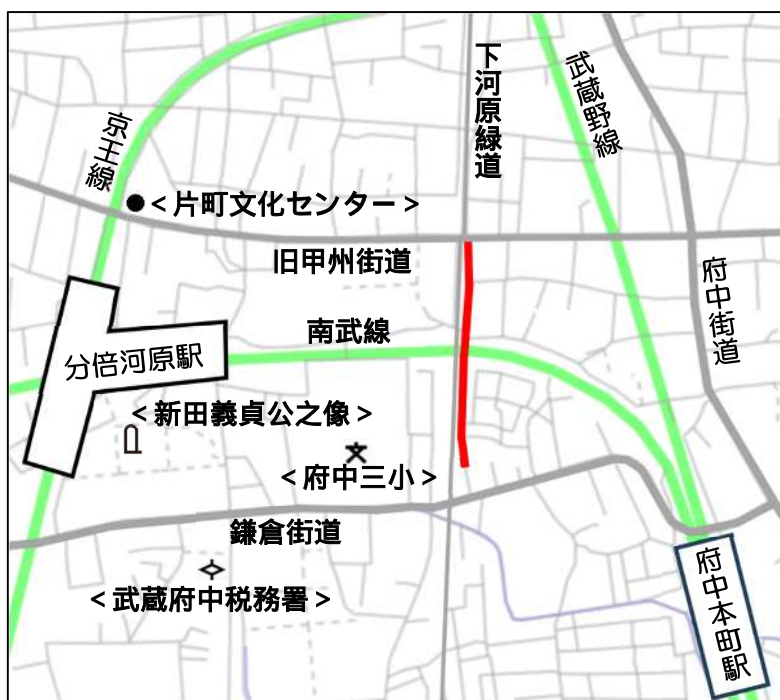 下河原緑道
武蔵野線
京王線
<片町文化センター>
旧甲州街道
府中街道
南武線
分倍河原駅
<新田義貞公之像>
<府中三小>
鎌倉街道
<武蔵府中税務署>
府中本町駅